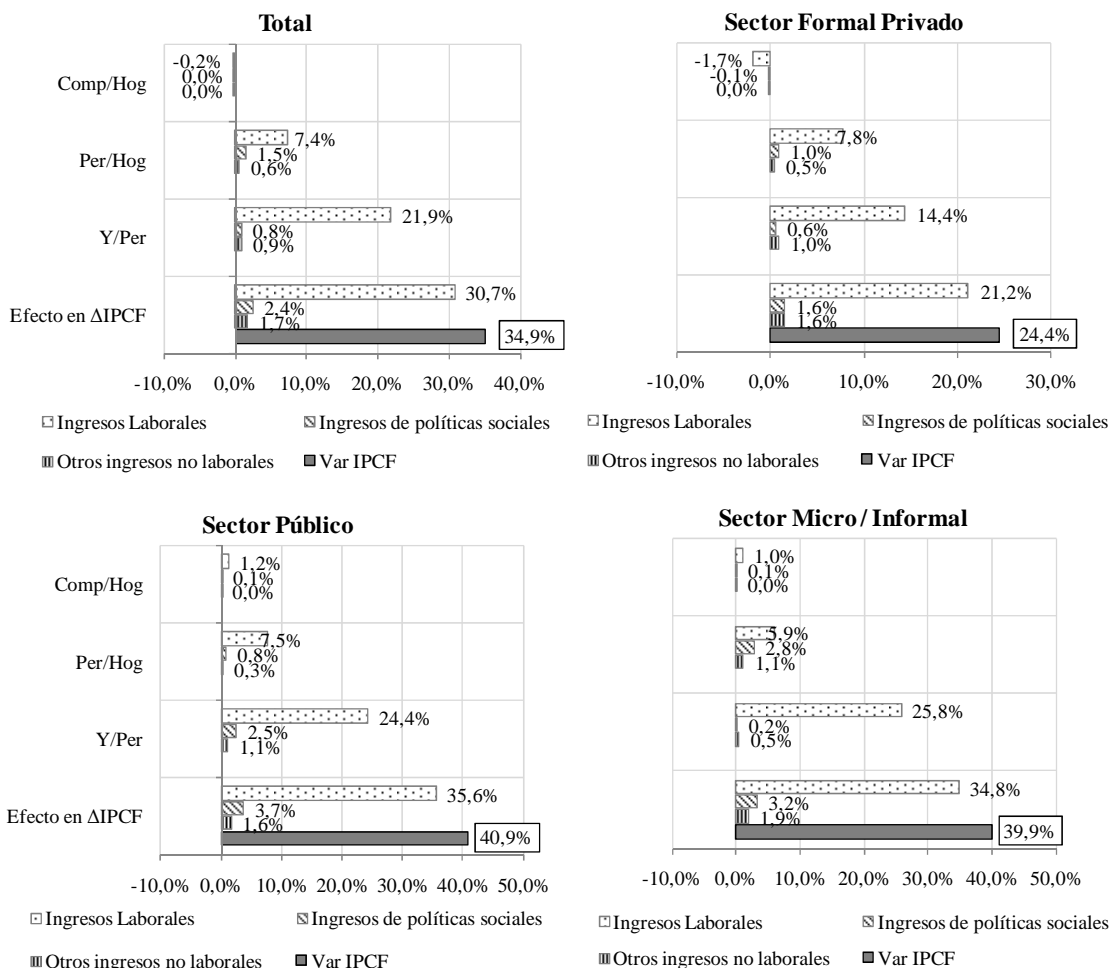 Total
Comp/Hog
-0,2%
0,0%
0,0%
Per/Hog
7,4%
1,5%
0,6%
Y/Per
21,9%
0,8%
0,9%
Efecto en ΔIPCF
30,7%
2,4%
1,7%
34,9%
-10,0% 0,0% 10,0% 20,0% 30,0% 40,0%
Ingresos Laborales Ingresos de políticas sociales
Otros ingresos no laborales Var IPCF
Sector Formal Privado
-1,7%
-0,1%
0,0%
7,8%
1,0%
0,5%
14,4%
0,6%
1,0%
21,2%
1,6%
1,6%
24,4%
-10,0% 0,0% 10,0% 20,0% 30,0%
Ingresos Laborales Ingresos de políticas sociales
Otros ingresos no laborales Var IPCF
Sector Público
Comp/Hog
1,2%
0,1%
0,0%
Per/Hog
7,5%
0,8%
0,3%
Y/Per
24,4%
2,5%
1,1%
Efecto en ΔIPCF
35,6%
3,7%
1,6%
40,9%
-10,0% 0,0% 10,0% 20,0% 30,0% 40,0% 50,0%
Ingresos Laborales Ingresos de políticas sociales
Otros ingresos no laborales Var IPCF
Sector Micro / Informal
1,0%
0,1%
0,0%
5,9%
2,8%
1,1%
25,8%
0,2%
0,5%
34,8%
3,2%
1,9%
39,9%
-10,0% 0,0% 10,0% 20,0% 30,0% 40,0% 50,0%
Ingresos Laborales Ingresos de políticas sociales
Otros ingresos no laborales Var IPCF